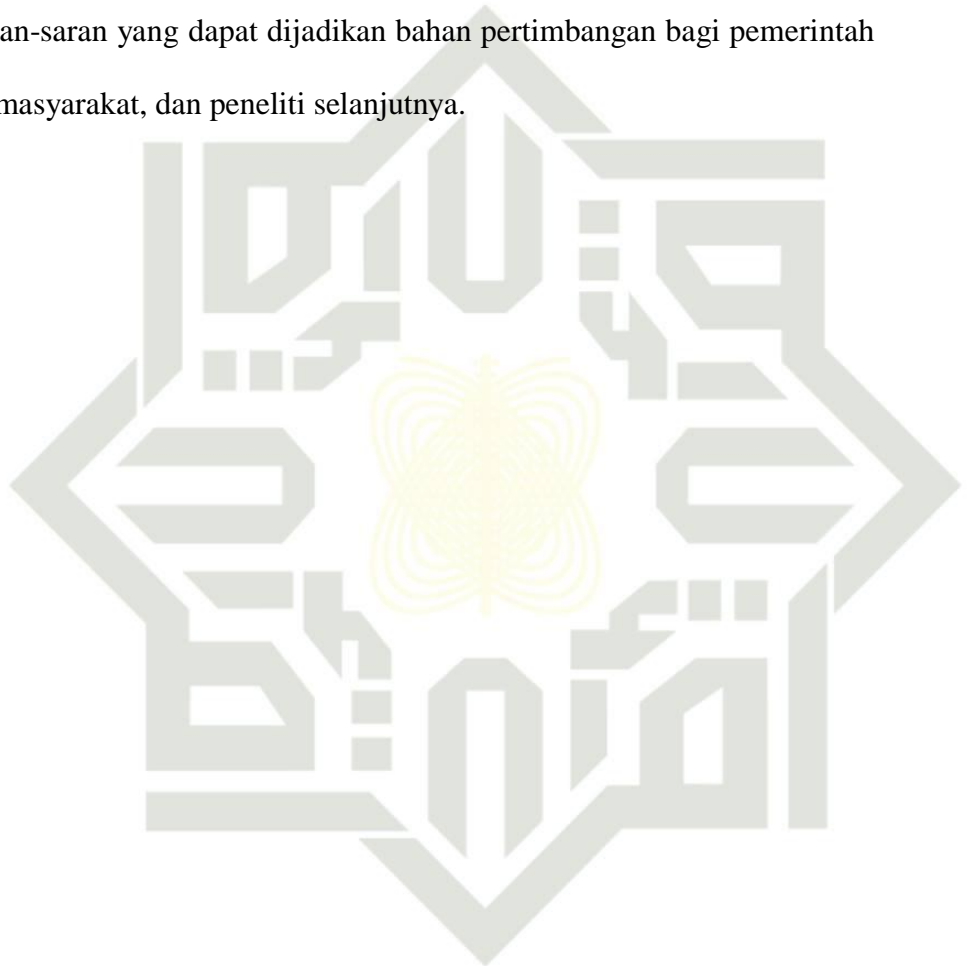 an-saran yang dapat dijadikan bahan pertimbangan bagi pemerintah
masyarakat, dan peneliti selanjutnya.